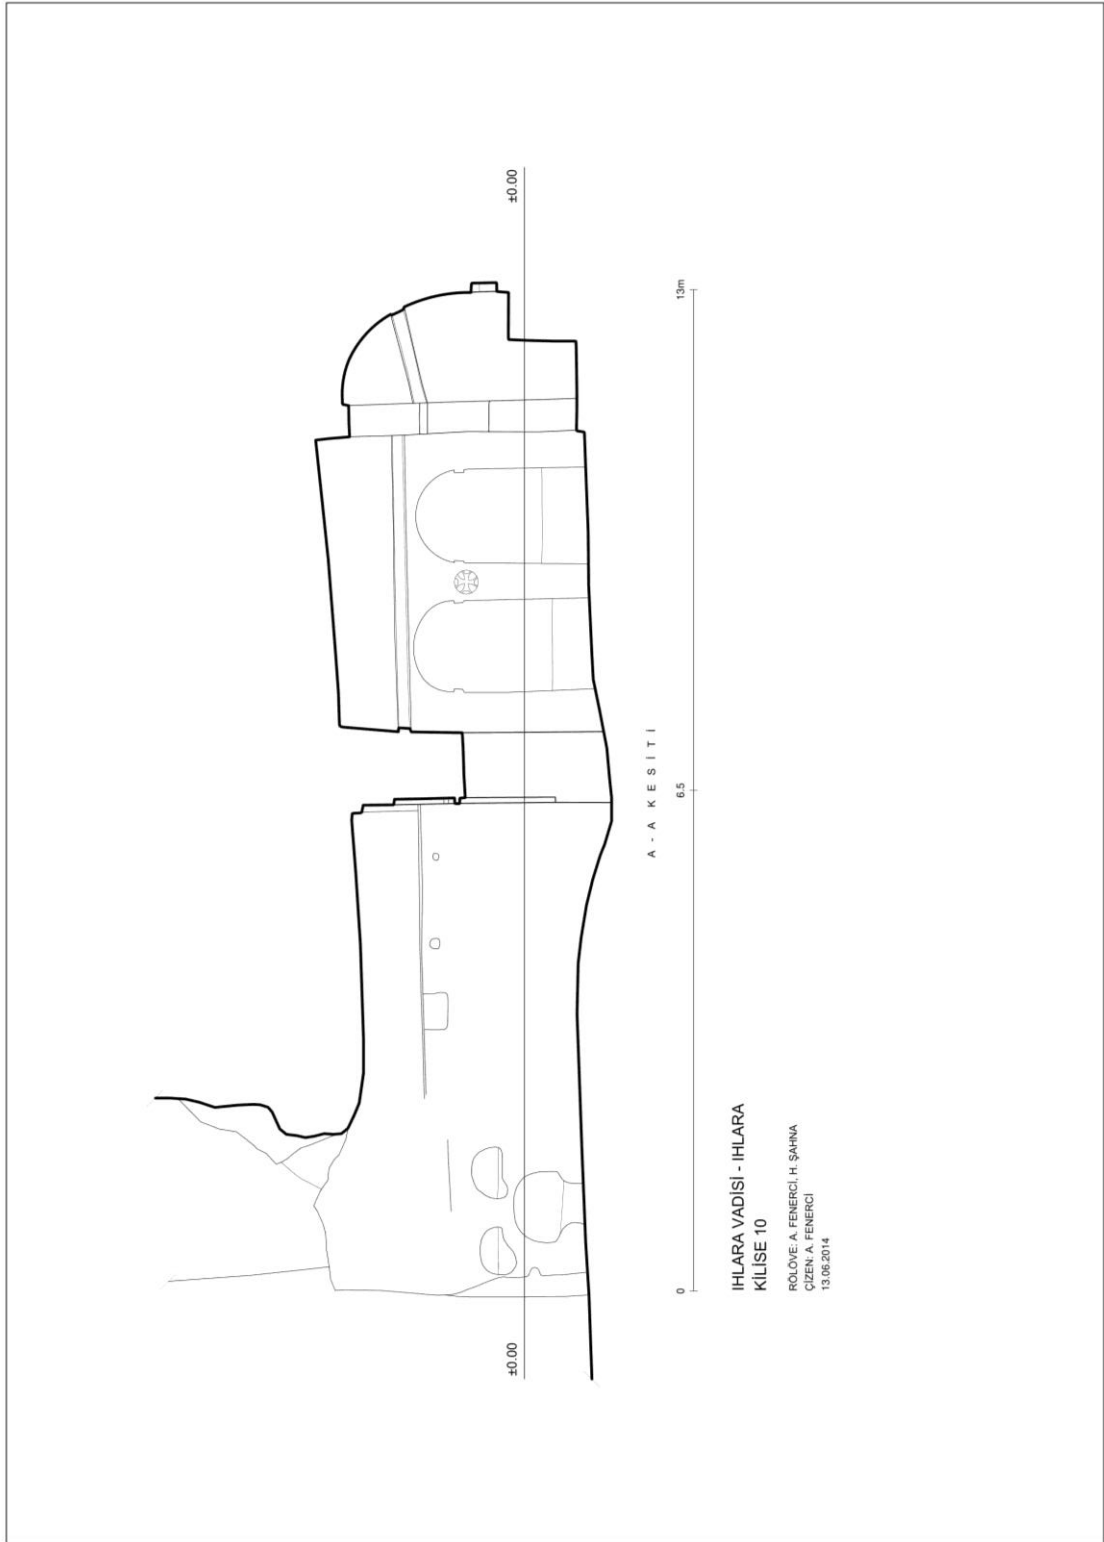 ±0.00
±0.00
A - A K E S İ T İ
0
6.5
13m
IHLARA VADİSİ - IHLARA
KİLİSE 10
RÖLÖVE: A. FENERCİ, H. ŞAHNA
ÇİZEN: A. FENERCİ
13.06.2014